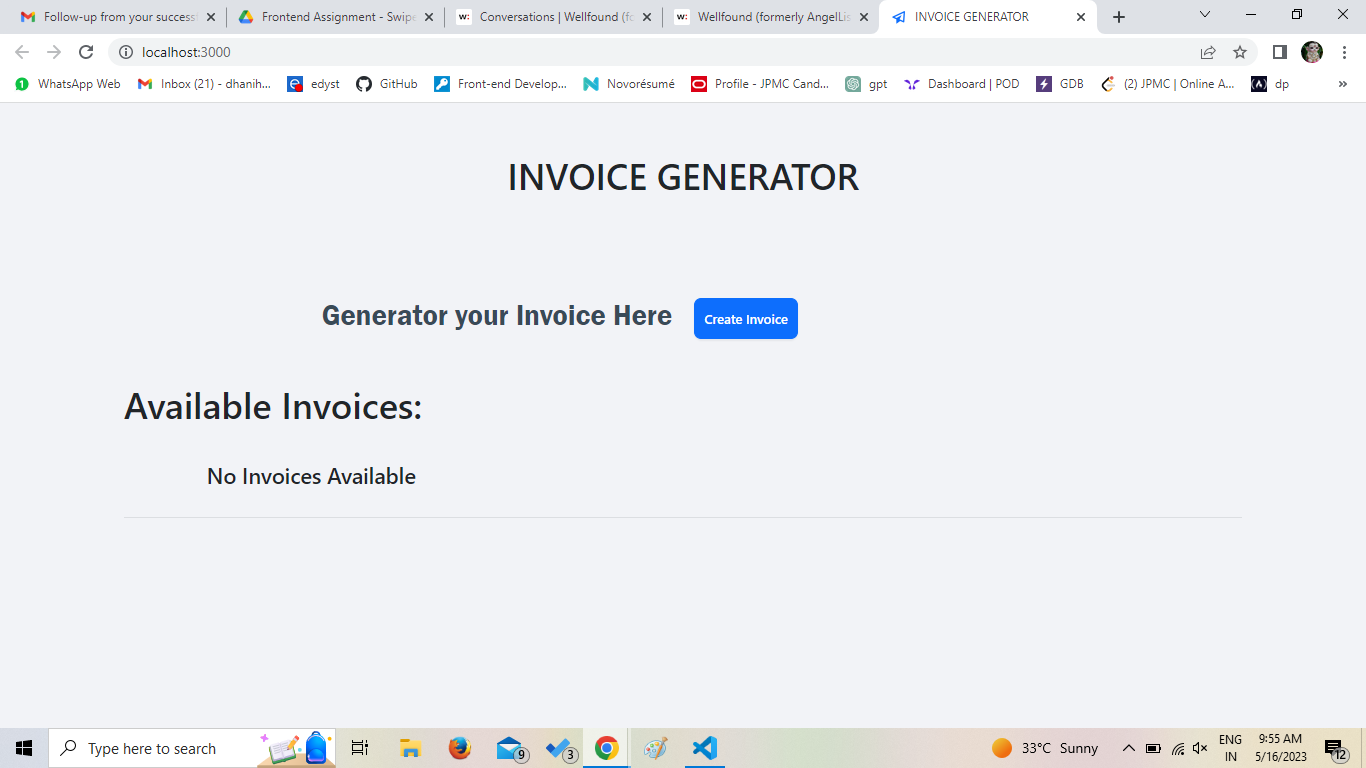 Follow-up from your success
Frontend Assignment - Swipe
Conversations | Wellfound (fo
Wellfound (formerly AngelLis
INVOICE GENERATOR
localhost:3000
WhatsApp Web
Inbox (21) - dhanih...
edyst
GitHub
Front-end Develop...
Novorésumé
Profile - JPMC Cand...
gpt
Dashboard | POD
GDB
(2) JPMC | Online A...
dp
INVOICE GENERATOR
Generator your Invoice Here
Create Invoice
Available Invoices:
No Invoices Available
Type here to search
9
3
33°C Sunny
ENG
IN
9:55 AM
5/16/2023
12